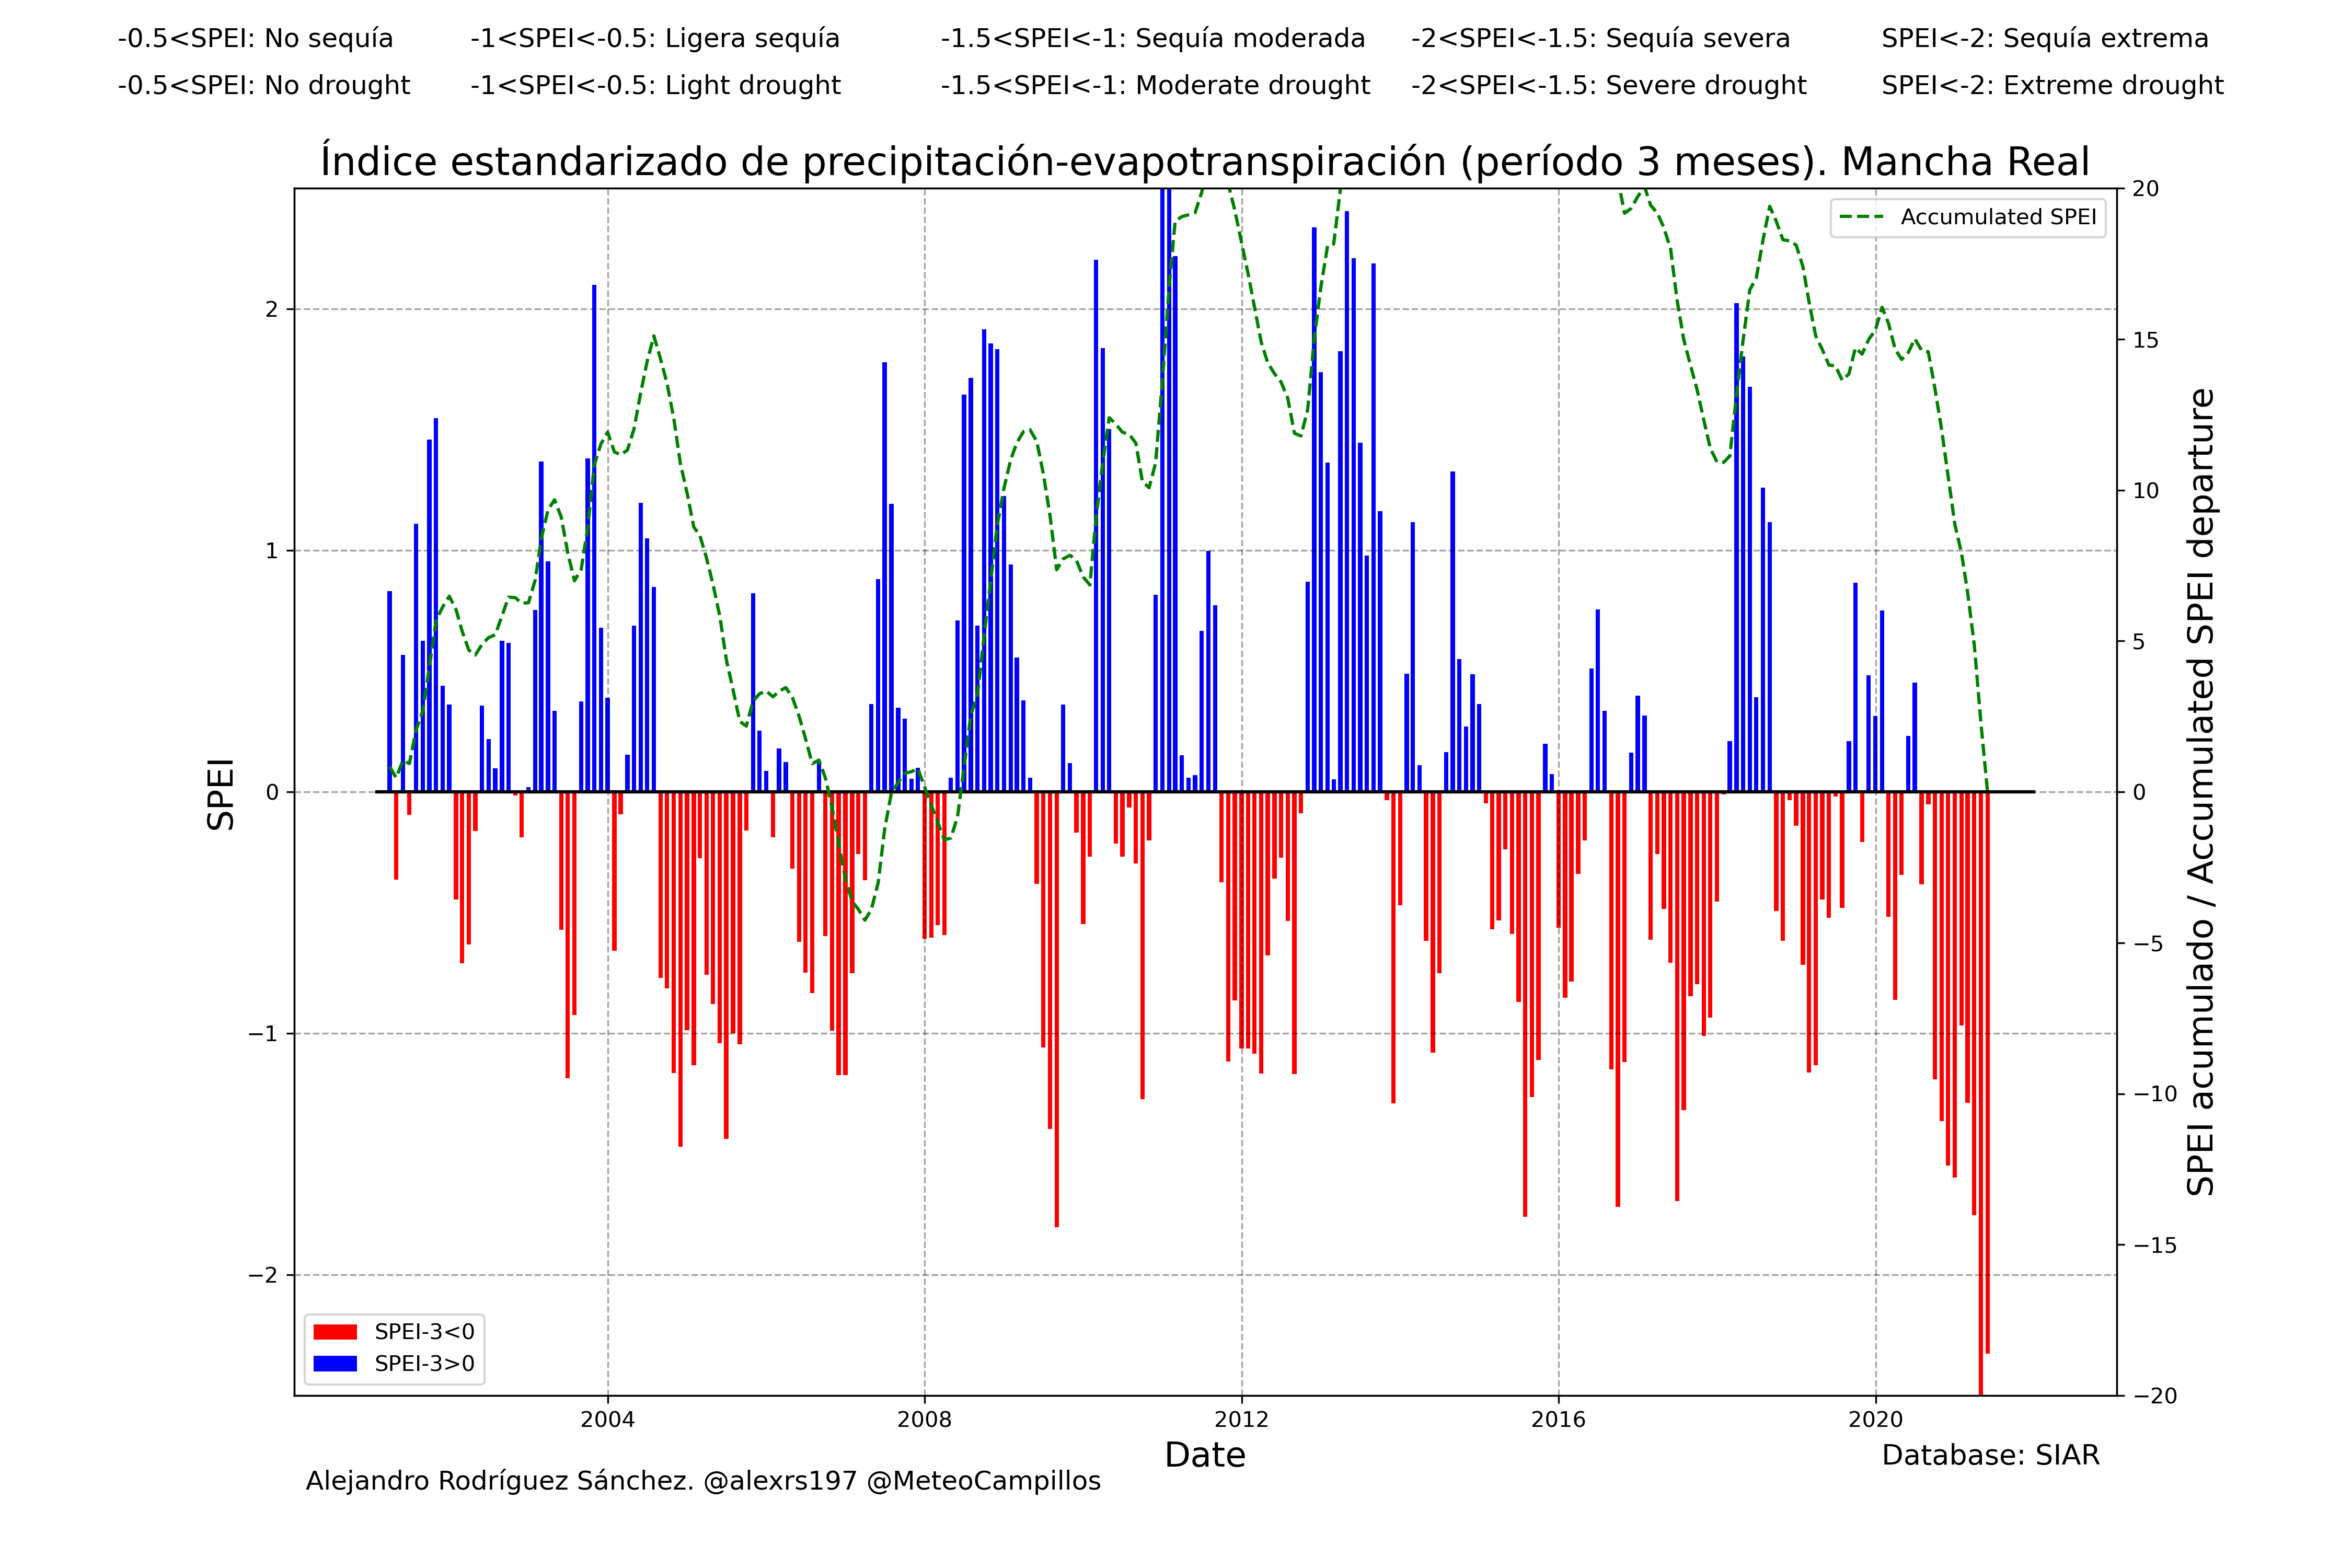 -0.5<SPEI: No sequía
-1<SPEI<-0.5: Ligera sequía
-1.5<SPEI<-1: Sequía moderada
-2<SPEI<-1.5: Sequía severa
SPEI<-2: Sequía extrema
-0.5<SPEI: No drought
-1<SPEI<-0.5: Light drought
-1.5<SPEI<-1: Moderate drought
-2<SPEI<-1.5: Severe drought
SPEI<-2: Extreme drought
Índice estandarizado de precipitación-evapotranspiración (período 3 meses). Mancha Real
Accumulated SPEI
SPEI
2
1
0
−1
−2
20
15
10
5
0
−5
−10
−15
−20
SPEI acumulado / Accumulated SPEI departure
SPEI-3<0
SPEI-3>0
2004
2008
2012
2016
2020
Date
Database: SIAR
Alejandro Rodríguez Sánchez. @alexrs197 @MeteoCampillos